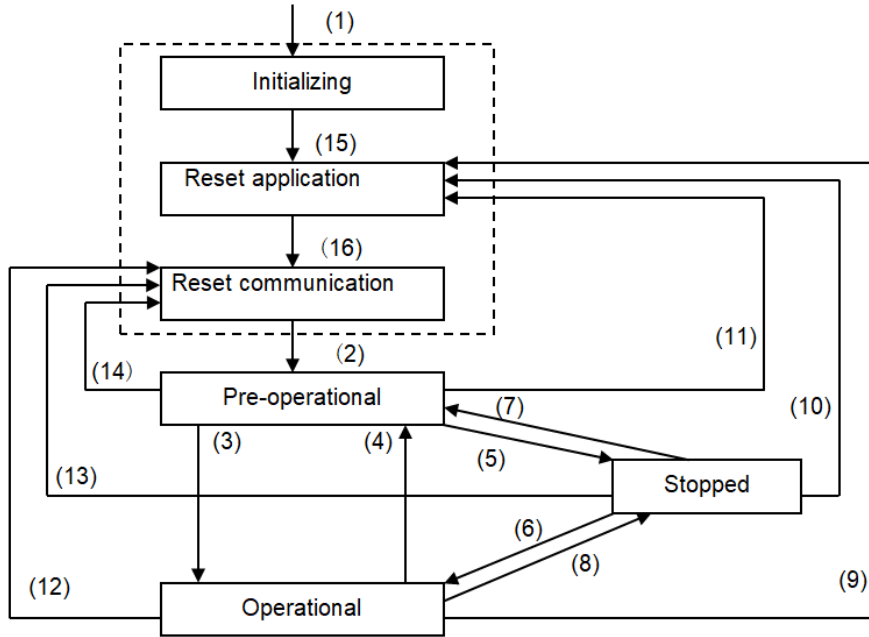 (1)
Initializing
(15)
Reset application
(16)
Reset communication
(11)
(2)
(14)
Pre-operational
(7)
(10)
(3)
(4)
(5)
(13)
Stopped
(6)
(8)
(12)
(9)
Operational